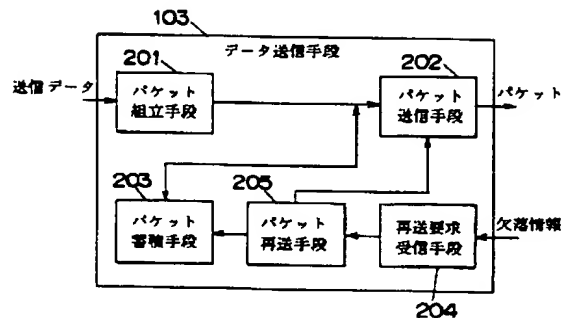 103
データ送信手段
送信データ
201
パケット
組立手段
202
パケット
送信手段
パケット
203
パケット
蓄積手段
205
パケット
再送手段
再送要求
受信手段
204
欠落情報